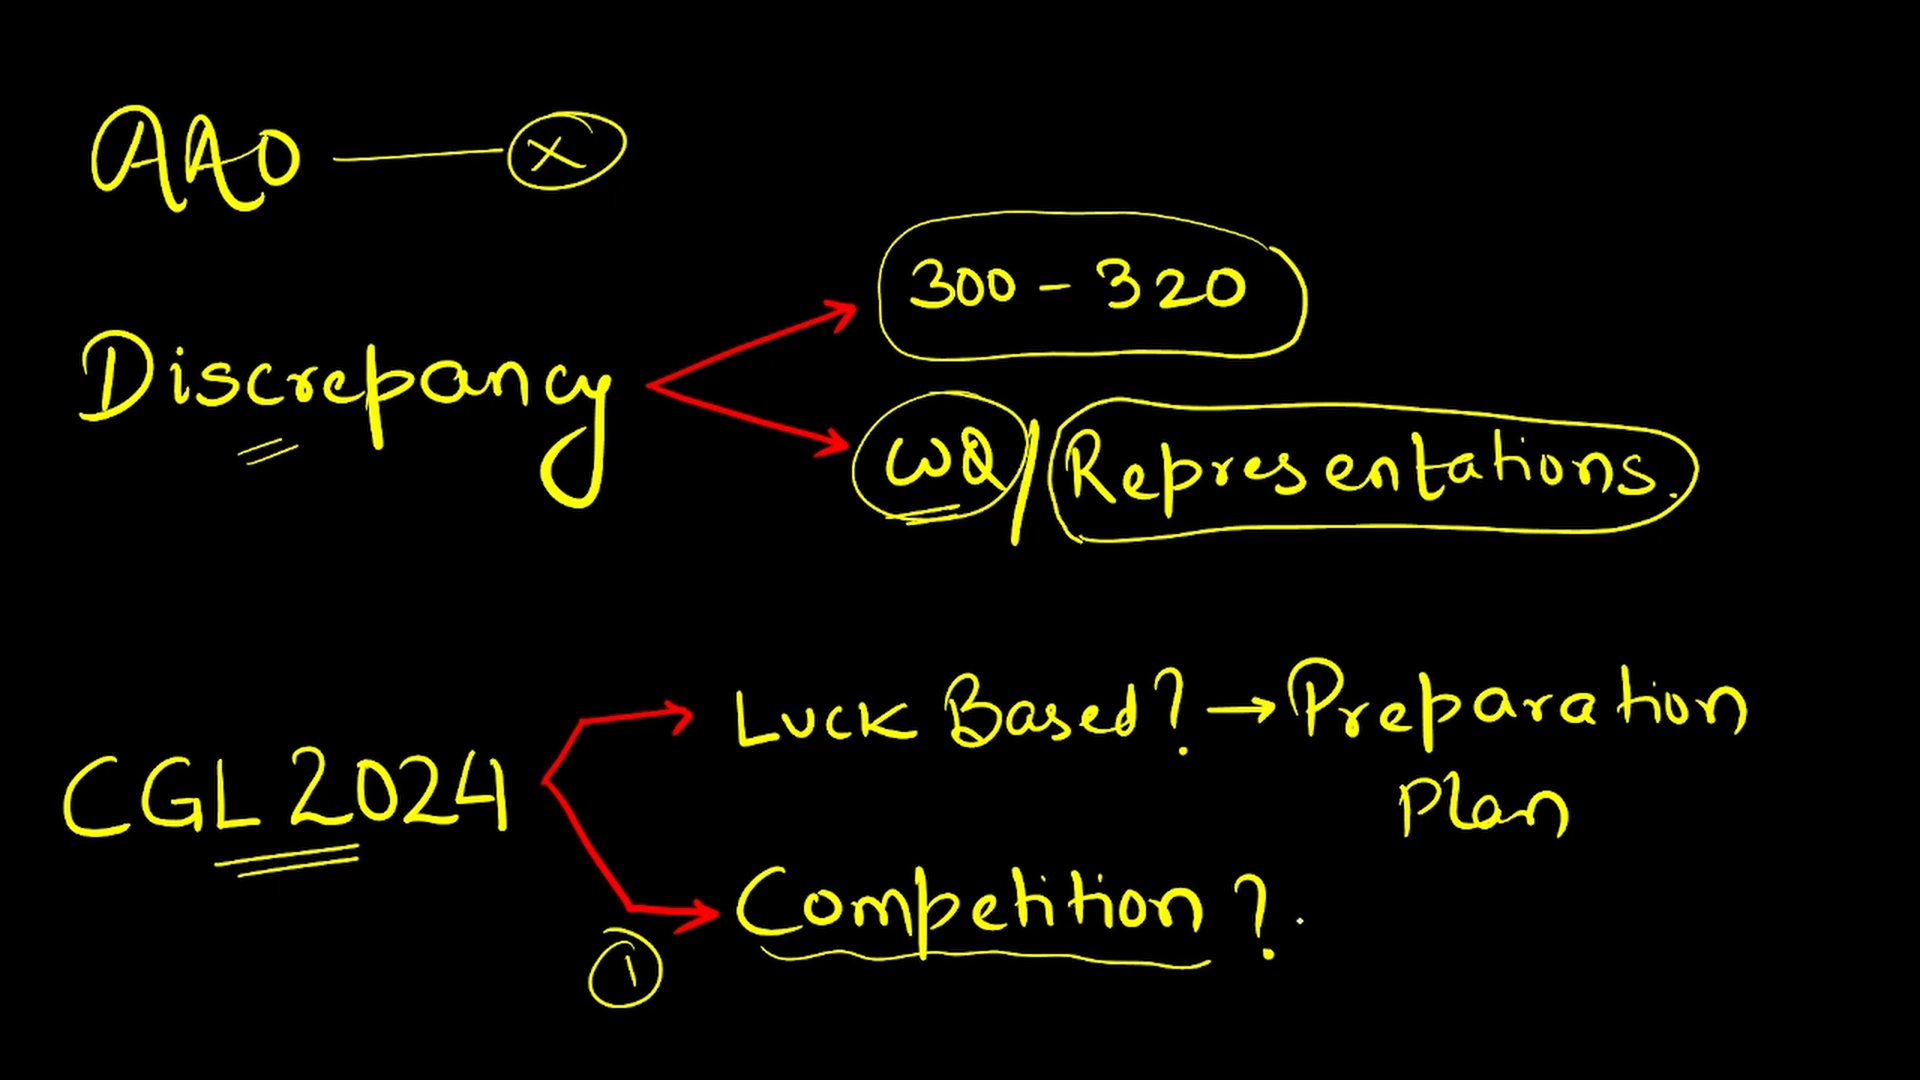 AAO — X
300 - 320
Discrepancy
WQ / Representations.
Luck Based? → Preparation
Plan
CGL 2024
Competition ?
1